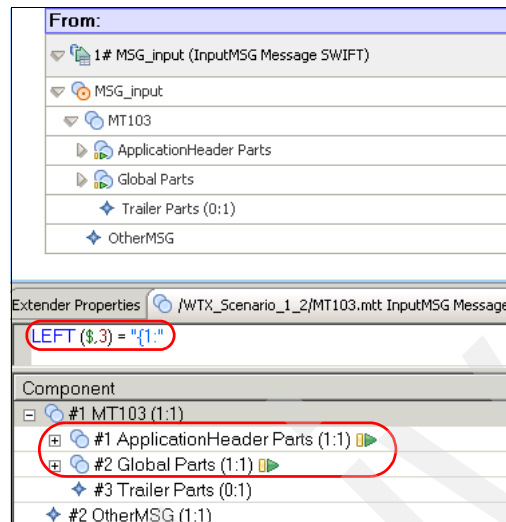 From:
1# MSG_input (InputMSG Message SWIFT)
MSG_input
MT103
ApplicationHeader Parts
Global Parts
Trailer Parts (0:1)
OtherMSG
Extender Properties /WTX_Scenario_1_2/MT103.mtt InputMSG Message
LEFT ($,3) = "{1:"
Component
#1 MT103 (1:1)
#1 ApplicationHeader Parts (1:1)
#2 Global Parts (1:1)
#3 Trailer Parts (0:1)
#2 OtherMSG (1:1)